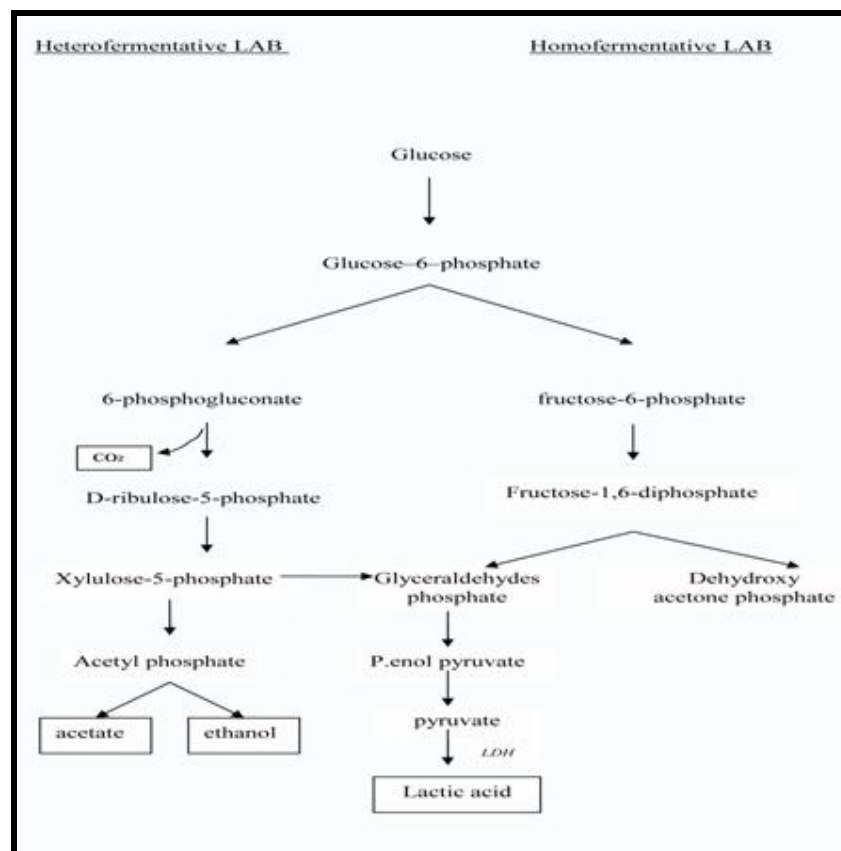 Heterofermentative LAB
Homofermentative LAB
Glucose
Glucose–6–phosphate
6-phosphogluconate
fructose-6-phosphate
CO₂
D-ribulose-5-phosphate
Fructose-1,6-diphosphate
Xylulose-5-phosphate
Glyceraldehydes
phosphate
Dehydroxy
acetone phosphate
Acetyl phosphate
P.enol pyruvate
acetate
ethanol
pyruvate
LDH
Lactic acid